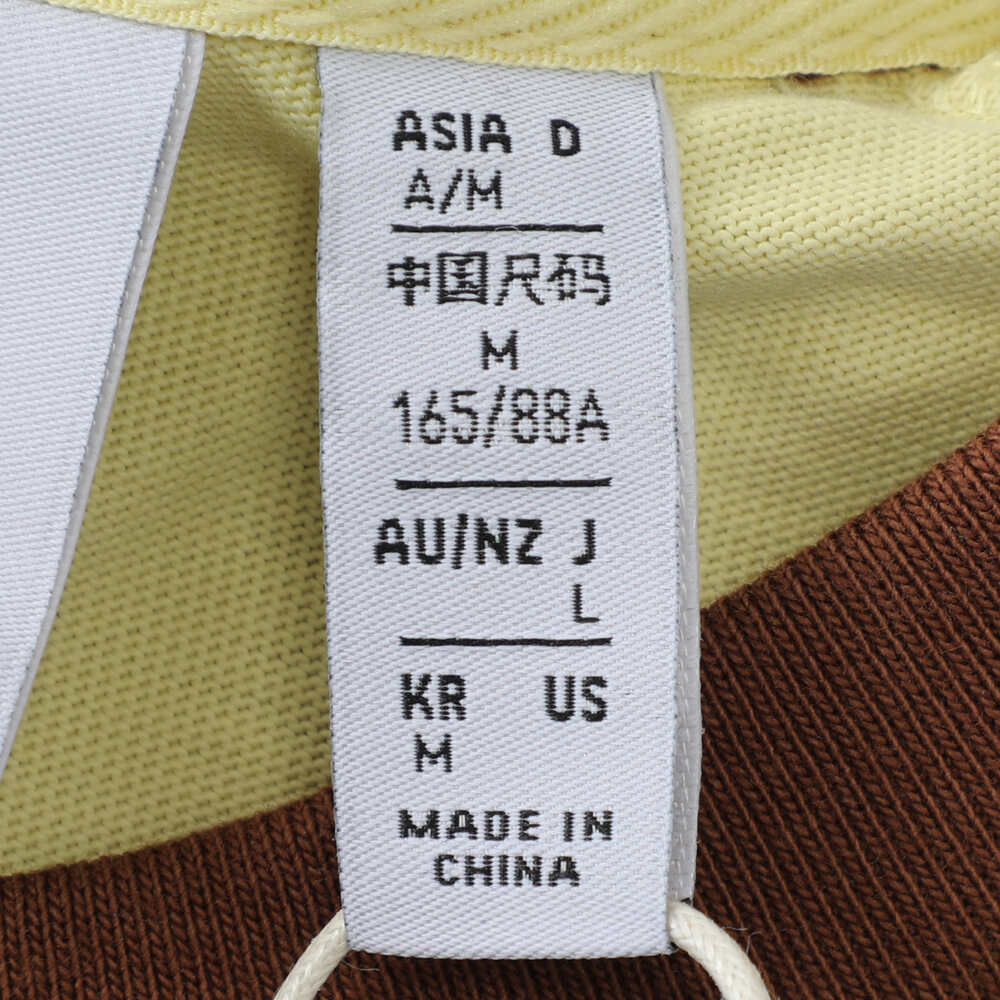 ASIA D
A/M
中国尺码
M
165/88A
AU/NZ J
L
KR US
M
MADE IN
CHINA